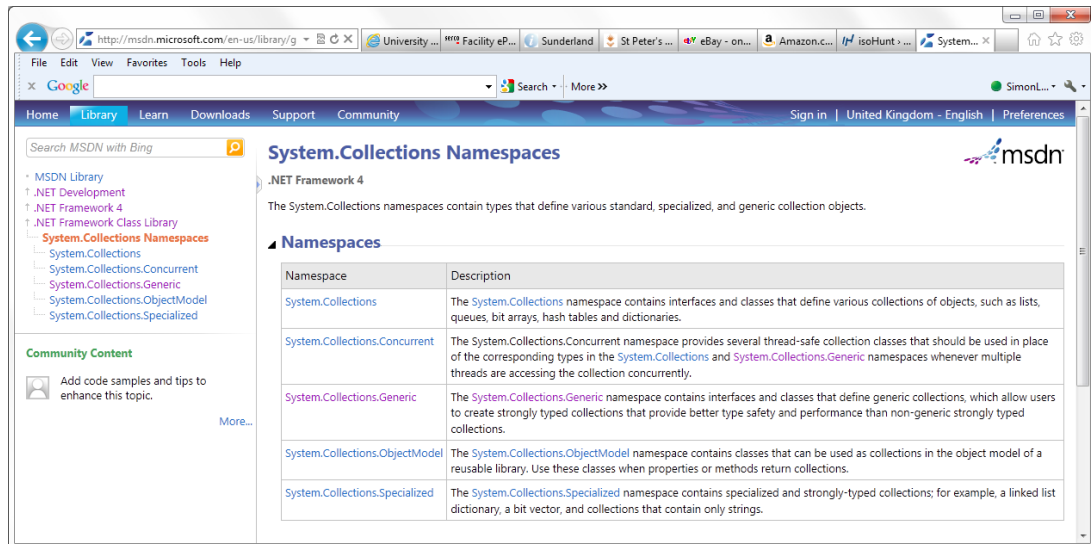 http://msdn.microsoft.com/en-us/library/g
University ...
serco Facility eP...
Sunderland
St Peter's ...
eBay - on...
a Amazon.c...
IH isoHunt › ...
System...
File Edit View Favorites Tools Help
x Google
Search
More >>
SimonL...
Home Library Learn Downloads Support Community
Sign in | United Kingdom - English | Preferences
Search MSDN with Bing
MSDN Library
.NET Development
.NET Framework 4
.NET Framework Class Library
System.Collections Namespaces
System.Collections
System.Collections.Concurrent
System.Collections.Generic
System.Collections.ObjectModel
System.Collections.Specialized
Community Content
Add code samples and tips to
enhance this topic.
More...
System.Collections Namespaces
msdn
.NET Framework 4
The System.Collections namespaces contain types that define various standard, specialized, and generic collection objects.
Namespaces
Namespace Description
System.Collections The System.Collections namespace contains interfaces and classes that define various collections of objects, such as lists,
queues, bit arrays, hash tables and dictionaries.
System.Collections.Concurrent The System.Collections.Concurrent namespace provides several thread-safe collection classes that should be used in place
of the corresponding types in the System.Collections and System.Collections.Generic namespaces whenever multiple
threads are accessing the collection concurrently.
System.Collections.Generic The System.Collections.Generic namespace contains interfaces and classes that define generic collections, which allow users
to create strongly typed collections that provide better type safety and performance than non-generic strongly typed
collections.
System.Collections.ObjectModel The System.Collections.ObjectModel namespace contains classes that can be used as collections in the object model of a
reusable library. Use these classes when properties or methods return collections.
System.Collections.Specialized The System.Collections.Specialized namespace contains specialized and strongly-typed collections; for example, a linked list
dictionary, a bit vector, and collections that contain only strings.